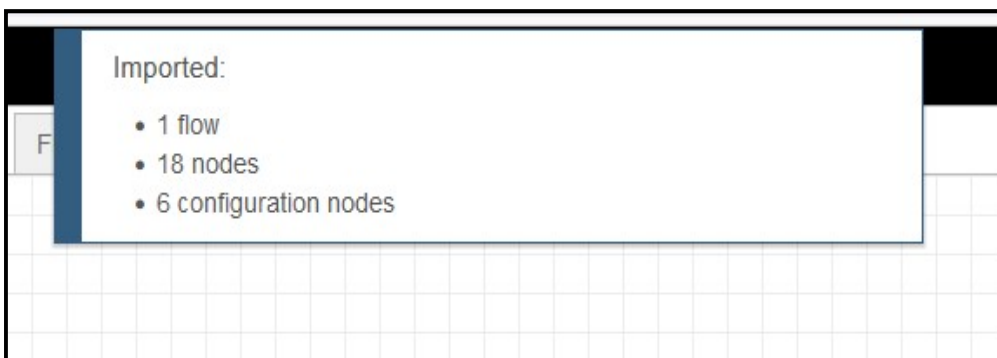 Imported:
• 1 flow
• 18 nodes
• 6 configuration nodes
F